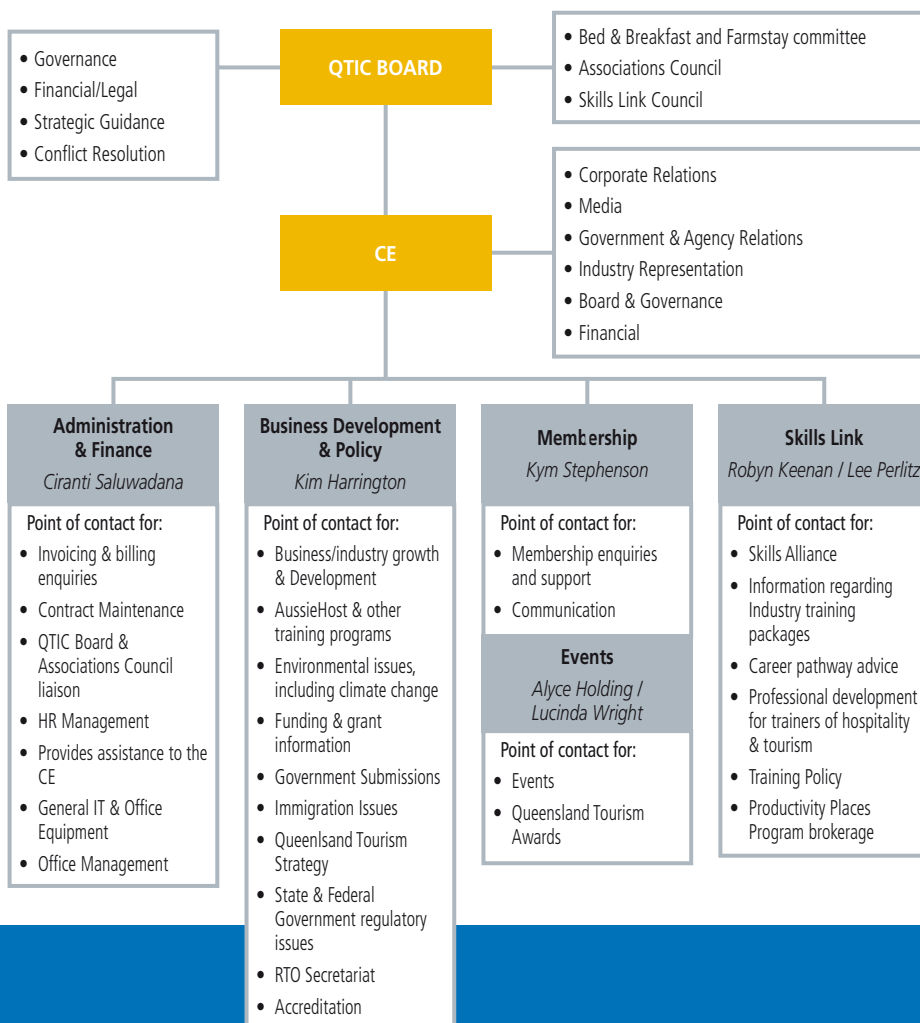 • Governance
• Financial/Legal
• Strategic Guidance
• Conflict Resolution
QTIC BOARD
• Bed & Breakfast and Farmstay committee
• Associations Council
• Skills Link Council
CE
• Corporate Relations
• Media
• Government & Agency Relations
• Industry Representation
• Board & Governance
• Financial
Administration
& Finance
Ciranti Saluwadana
Point of contact for:
• Invoicing & billing
enquiries
• Contract Maintenance
• QTIC Board &
Associations Council
liaison
• HR Management
• Provides assistance to the
CE
• General IT & Office
Equipment
• Office Management
Business Development
& Policy
Kim Harrington
Point of contact for:
• Business/industry growth
& Development
• AussieHost & other
training programs
• Environmental issues,
including climate change
• Funding & grant
information
• Government Submissions
• Immigration Issues
• Queenlsand Tourism
Strategy
• State & Federal
Government regulatory
issues
• RTO Secretariat
• Accreditation
Membership
Kym Stephenson
Point of contact for:
• Membership enquiries
and support
• Communication
Events
Alyce Holding /
Lucinda Wright
Point of contact for:
• Events
• Queensland Tourism
Awards
Skills Link
Robyn Keenan / Lee Perlitz
Point of contact for:
• Skills Alliance
• Information regarding
Industry training
packages
• Career pathway advice
• Professional development
for trainers of hospitality
& tourism
• Training Policy
• Productivity Places
Program brokerage